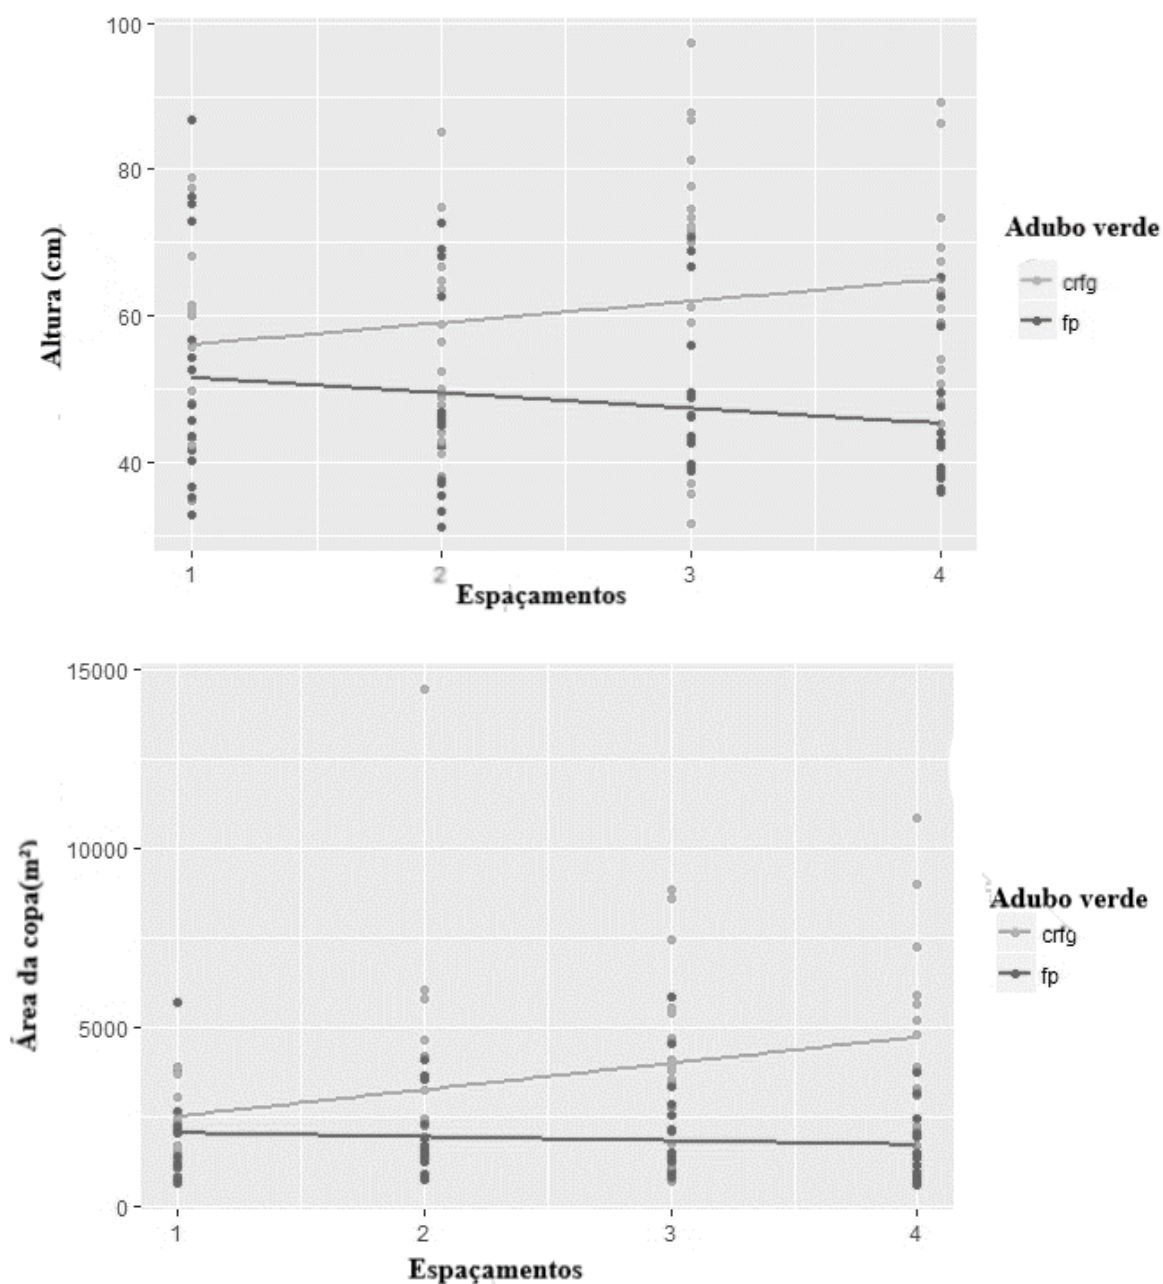 100
80
60
40
Altura (cm)
1
2
3
4
Espaçamentos
Adubo verde
crfg
fp
15000
10000
5000
0
Área da copa(m²)
1
2
3
4
Espaçamentos
Adubo verde
crfg
fp